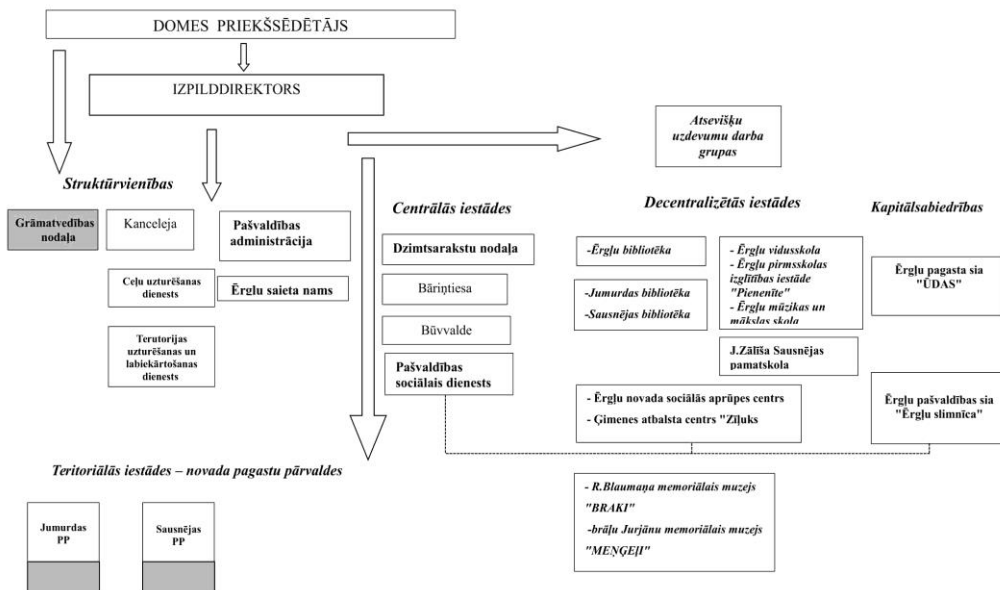 DOMES PRIEKŠSĒDĒTĀJS
IZPILDDIREKTORS
Atsevišķu
uzdevumu darba
grupas
Struktūrvienības
Grāmatvedības
nodaļa
Kanceleja
Pašvaldības
administrācija
Ceļu uzturēšanas
dienests
Ērgļu saieta nams
Terutorijas
uzturēšanas un
labiekārtošanas
dienests
Centrālās iestādes
Dzimtsarakstu nodaļa
Bāriņtiesa
Būvvalde
Pašvaldības
sociālais dienests
Decentralizētās iestādes
-Ērgļu bibliotēka
-Jumurdas bibliotēka
-Sausnējas bibliotēka
- Ērgļu vidusskola
- Ērgļu pirmsskolas
izglītības iestāde
"Pienenīte"
- Ērgļu mūzikas un
mākslas skola
J.Zālīša Sausnējas
pamatskola
- Ērgļu novada sociālās aprūpes centrs
- Ģimenes atbalsta centrs "Zīļuks
Kapitālsabiedrības
Ērgļu pagasta sia
"ŪDAS"
Ērgļu pašvaldības sia
"Ērgļu slimnīca"
Teritoriālās iestādes – novada pagastu pārvaldes
Jumurdas
PP
Sausnējas
PP
- R.Blaumaņa memoriālais muzejs
"BRAKI"
-brāļu Jurjānu memoriālais muzejs
"MEŅĢEĻI"